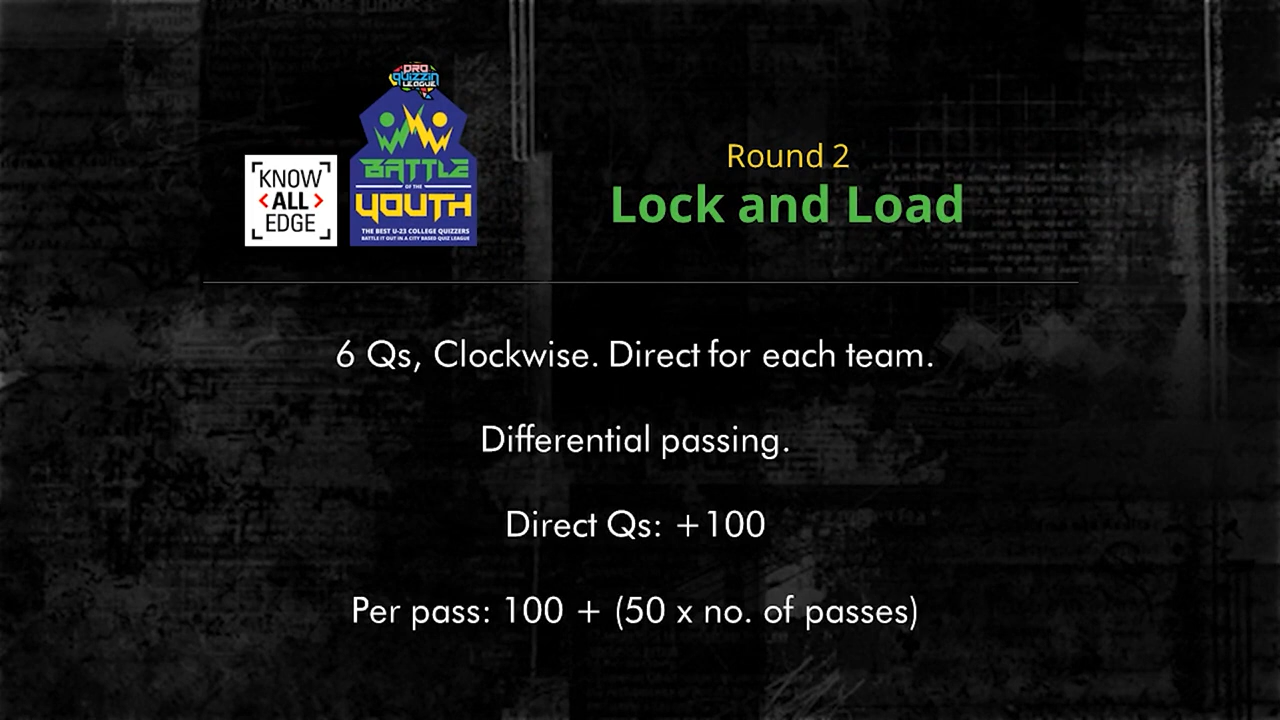 PRO
QUIZZIN
LEAGUE
KNOW
<ALL>
EDGE
BATTLE
OF THE
YOUTH
THE BEST U-23 COLLEGE QUIZZERS
BATTLE IT OUT IN A CITY BASED QUIZ LEAGUE
Round 2
Lock and Load
6 Qs, Clockwise. Direct for each team.
Differential passing.
Direct Qs: +100
Per pass: 100 + (50 x no. of passes)